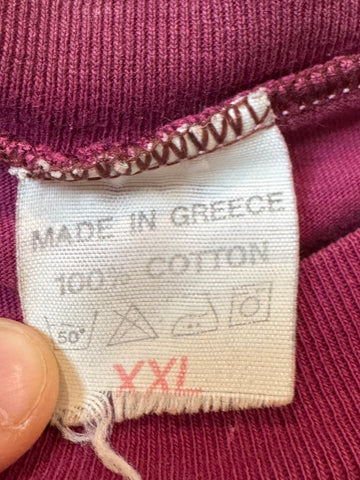 MADE IN GREECE
100% COTTON
50°
XXL